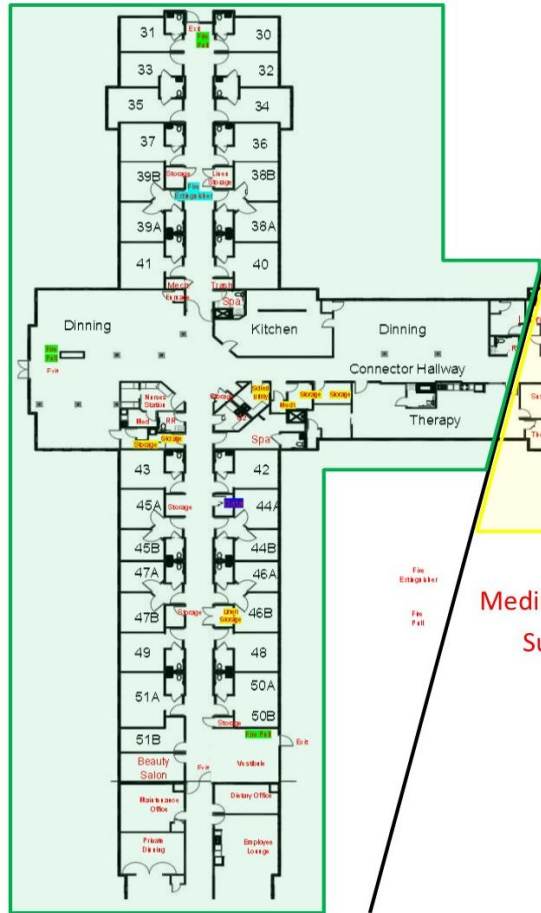 31
Exit
30
Fire
Pull
33
32
35
34
37
36
Storage
Linen
Storage
39B
38B
Fire
Extinguisher
39A
38A
41
40
Mech
Trash
Spa
Dinning
Kitchen
Dinning
Fire
Pull
Exit
Connector Hallway
Nurses
Station
Med
RR
Storage
Storage
Storage
Soiled
Utility
Mech
Storage
Storage
Therapy
Spa
43
42
45A
Storage
44A
45B
44B
47A
46A
47B
Storage
Linen
Storage
46B
49
48
51A
50A
Storage
50B
51B
Fire Pull
Exit
Beauty
Salon
Exit
Vestibule
Maintenance
Office
Dietary Office
Private
Dinning
Employee
Lounge
Fire
Extinguisher
Fire
Pull
Medi
Su